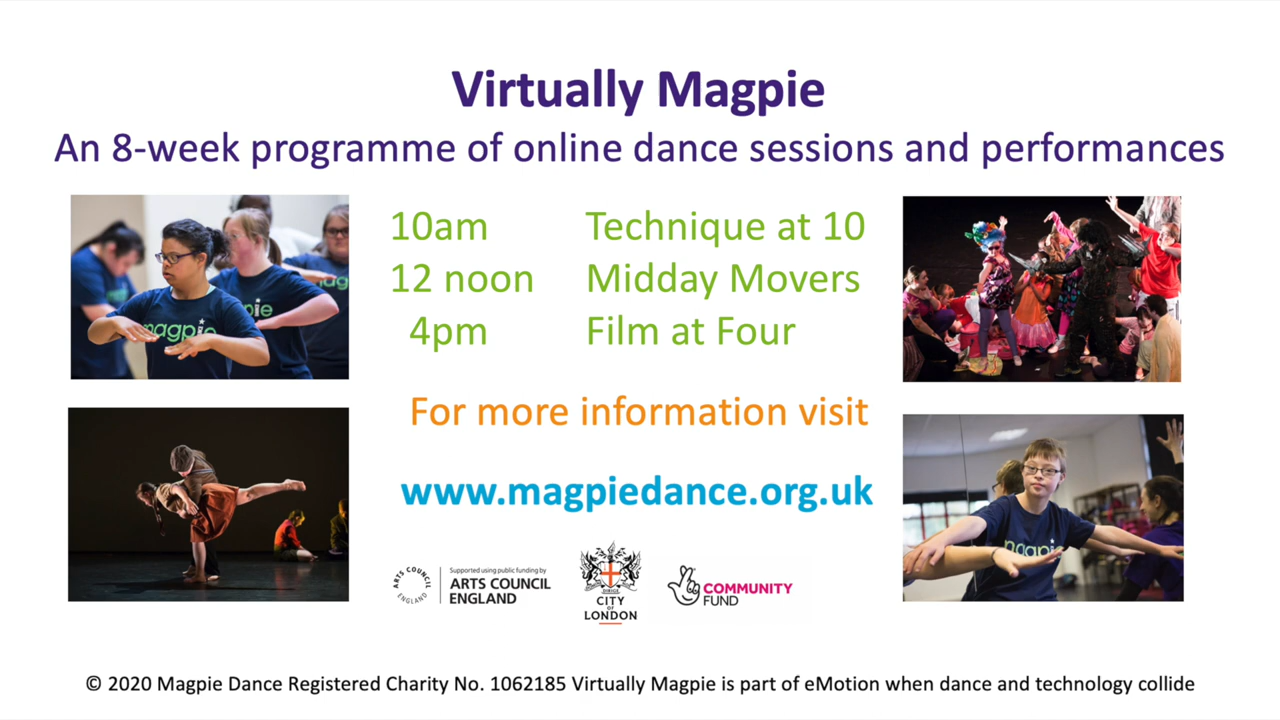 Virtually Magpie
An 8-week programme of online dance sessions and performances
10am Technique at 10
12 noon Midday Movers
4pm Film at Four
For more information visit
www.magpiedance.org.uk
magpie
magpie
ARTS COUNCIL
ENGLAND
Supported using public funding by
ARTS COUNCIL
ENGLAND
DIRIGE
CITY
OF
LONDON
COMMUNITY
FUND
© 2020 Magpie Dance Registered Charity No. 1062185 Virtually Magpie is part of eMotion when dance and technology collide